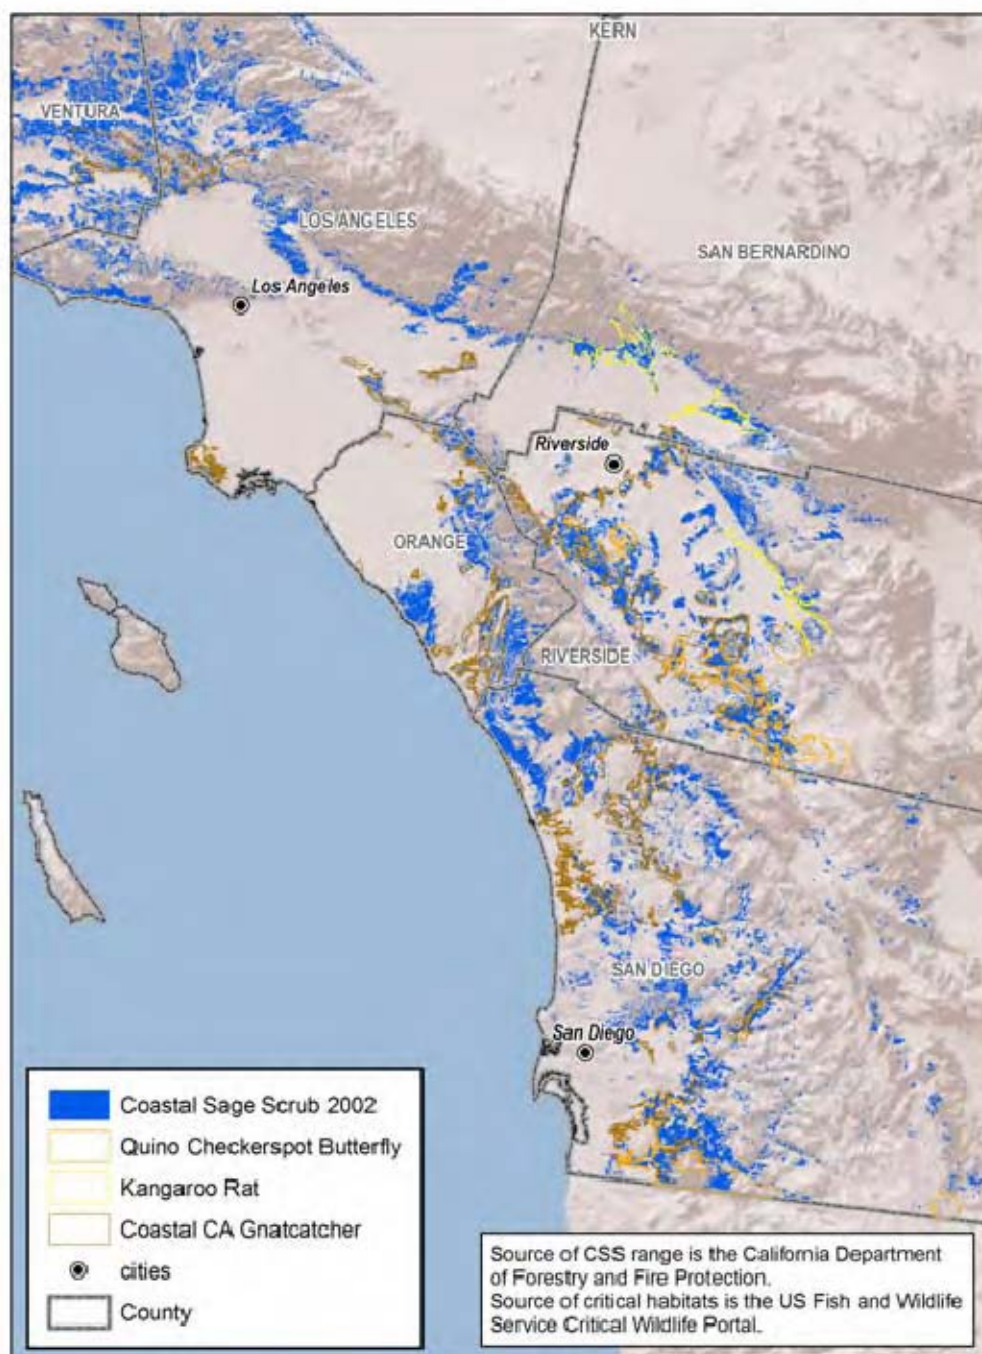 KERN
VENTURA
LOS ANGELES
SAN BERNARDINO
Los Angeles
Riverside
ORANGE
RIVERSIDE
SAN DIEGO
San Diego
Coastal Sage Scrub 2002
Quino Checkerspot Butterfly
Kangaroo Rat
Coastal CA Gnatcatcher
cities
County
Source of CSS range is the California Department
of Forestry and Fire Protection.
Source of critical habitats is the US Fish and Wildlife
Service Critical Wildlife Portal.